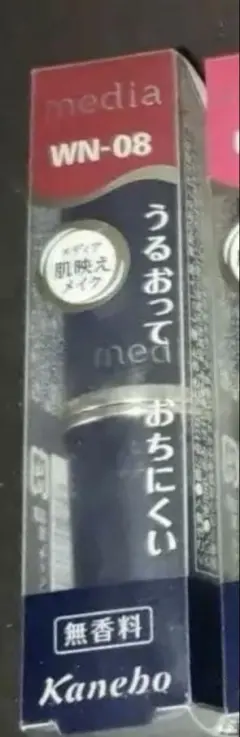 media
WN-08
メディア
肌映え
メイク
うるおって
おちにくい
med
無香料
Kanebo